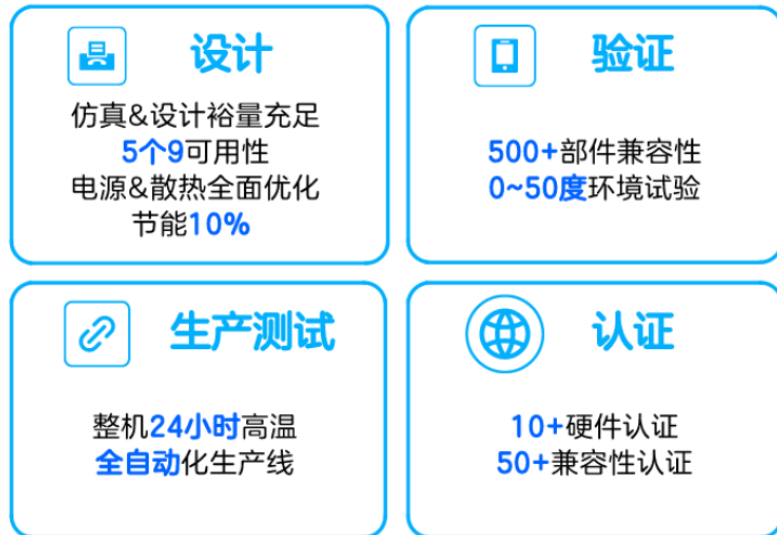 设计
仿真&设计裕量充足
5个9可用性
电源&散热全面优化
节能10%
验证
500+部件兼容性
0~50度环境试验
生产测试
整机24小时高温
全自动化生产线
认证
10+硬件认证
50+兼容性认证